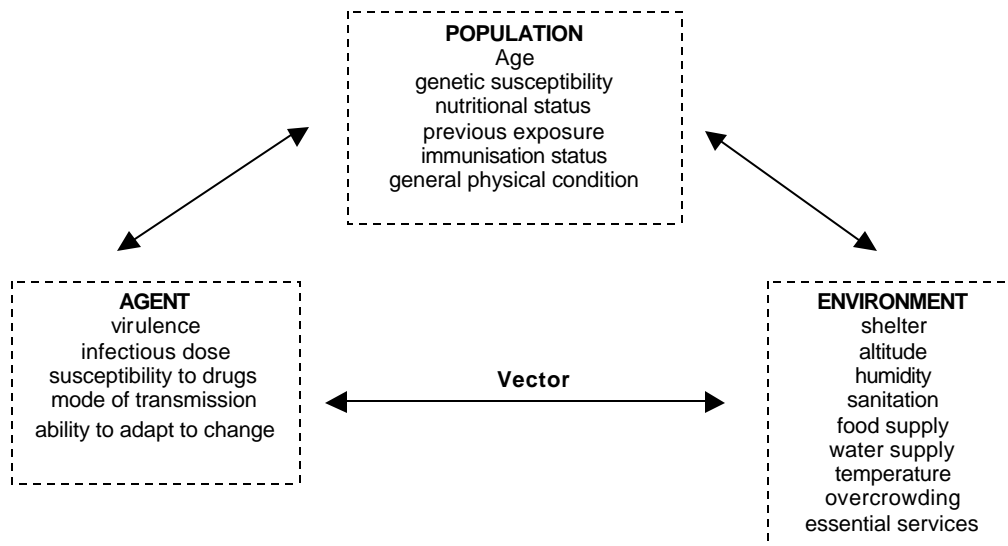 POPULATION
Age
genetic susceptibility
nutritional status
previous exposure
immunisation status
general physical condition
AGENT
virulence
infectious dose
susceptibility to drugs
mode of transmission
ability to adapt to change
Vector
ENVIRONMENT
shelter
altitude
humidity
sanitation
food supply
water supply
temperature
overcrowding
essential services